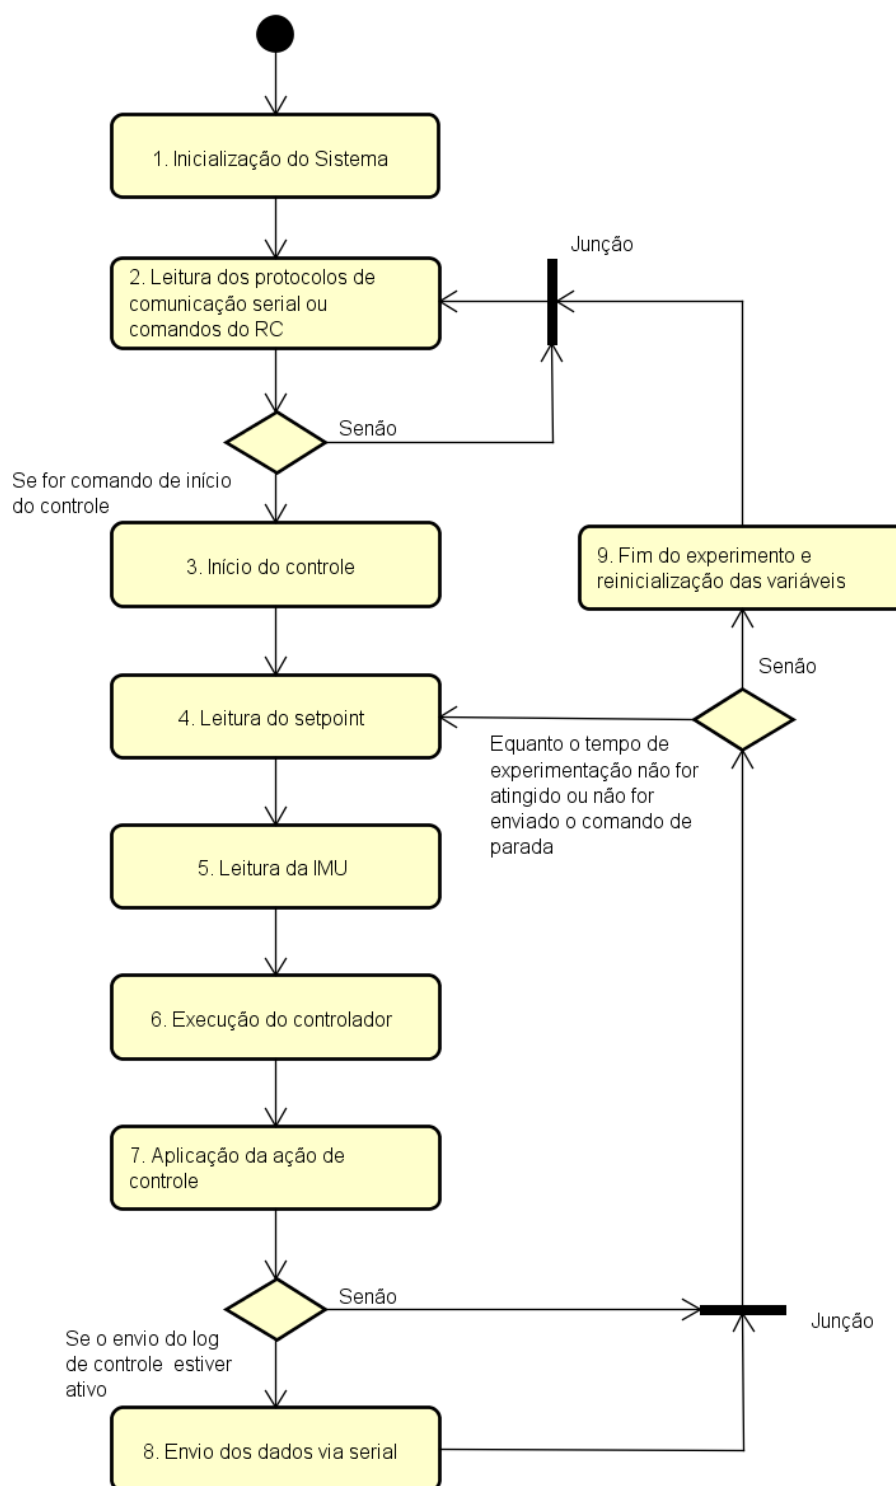 1. Inicialização do Sistema
Junção
2. Leitura dos protocolos de
comunicação serial ou
comandos do RC
Senão
Se for comando de início
do controle
3. Início do controle
9. Fim do experimento e
reinicialização das variáveis
Senão
4. Leitura do setpoint
Equanto o tempo de
experimentação não for
atingido ou não for
enviado o comando de
parada
5. Leitura da IMU
6. Execução do controlador
7. Aplicação da ação de
controle
Senão
Junção
Se o envio do log
de controle  estiver
ativo
8. Envio dos dados via serial